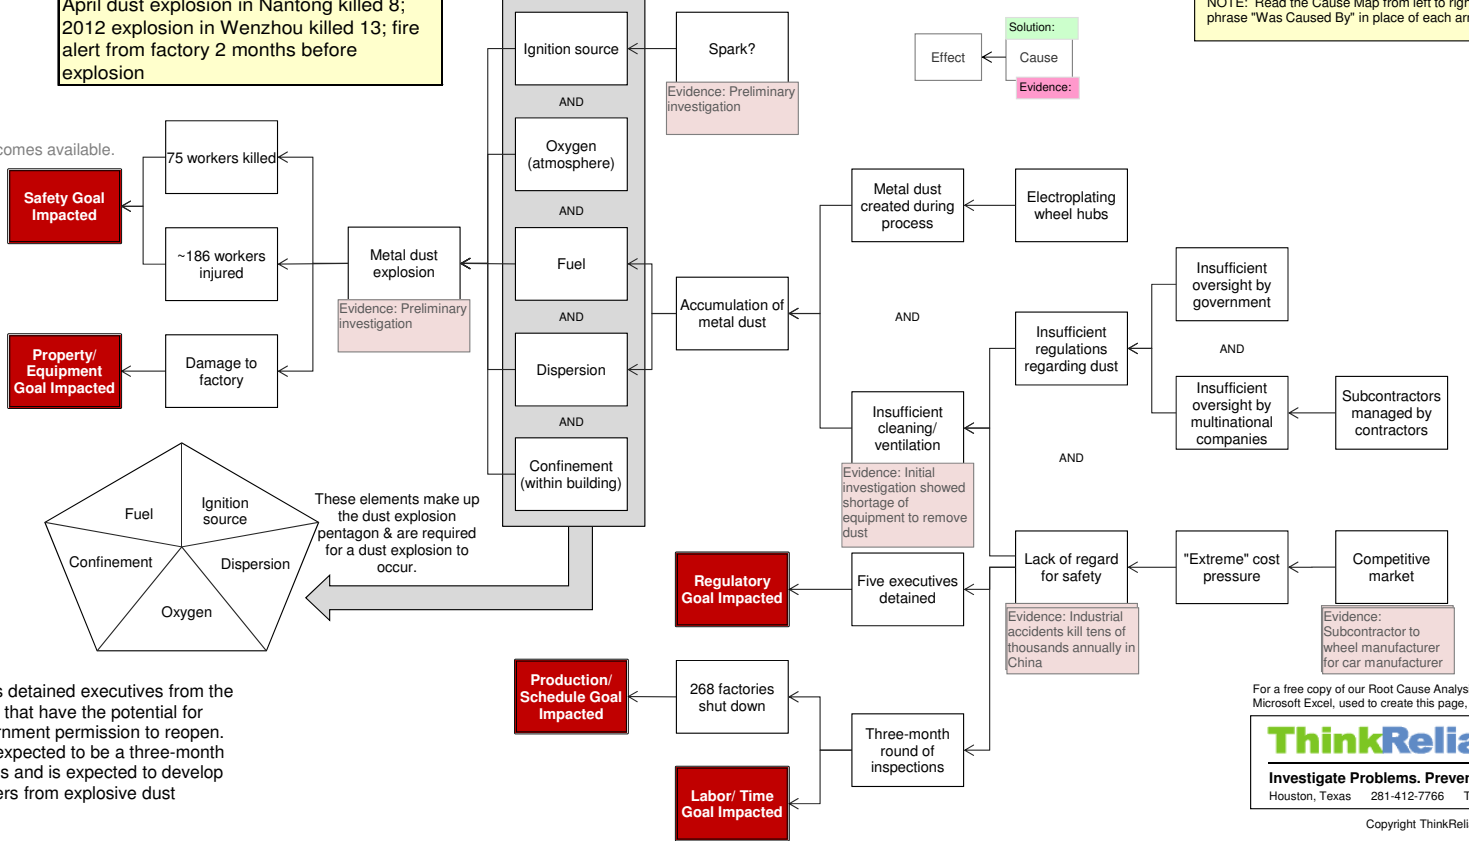 April dust explosion in Nantong killed 8;
2012 explosion in Wenzhou killed 13; fire
alert from factory 2 months before
explosion
NOTE: Read the Cause Map from left to righ
phrase "Was Caused By" in place of each arr
Solution:
Effect
Cause
Evidence:
Ignition source
Spark?
Evidence: Preliminary
investigation
AND
Oxygen
(atmosphere)
AND
comes available.
75 workers killed
Safety Goal
Impacted
~186 workers
injured
Metal dust
explosion
Evidence: Preliminary
investigation
Fuel
AND
Dispersion
AND
Confinement
(within building)
Property/
Equipment
Goal Impacted
Damage to
factory
Accumulation of
metal dust
Metal dust
created during
process
Electroplating
wheel hubs
AND
Insufficient
cleaning/
ventilation
Evidence: Initial
investigation showed
shortage of
equipment to remove
dust
Insufficient
regulations
regarding dust
Insufficient
oversight by
government
AND
Insufficient
oversight by
multinational
companies
Subcontractors
managed by
contractors
AND
Lack of regard
for safety
Evidence: Industrial
accidents kill tens of
thousands annually in
China
"Extreme" cost
pressure
Competitive
market
Evidence:
Subcontractor to
wheel manufacturer
for car manufacturer
Fuel
Ignition
source
Confinement
Dispersion
Oxygen
These elements make up
the dust explosion
pentagon & are required
for a dust explosion to
occur.
Regulatory
Goal Impacted
Five executives
detained
Production/
Schedule Goal
Impacted
268 factories
shut down
Three-month
round of
inspections
Labor/ Time
Goal Impacted
s detained executives from the
that have the potential for
rnment permission to reopen.
expected to be a three-month
s and is expected to develop
ers from explosive dust
For a free copy of our Root Cause Analys
Microsoft Excel, used to create this page,
ThinkRelia
Investigate Problems. Preven
Houston, Texas 281-412-7766 T
Copyright ThinkReli